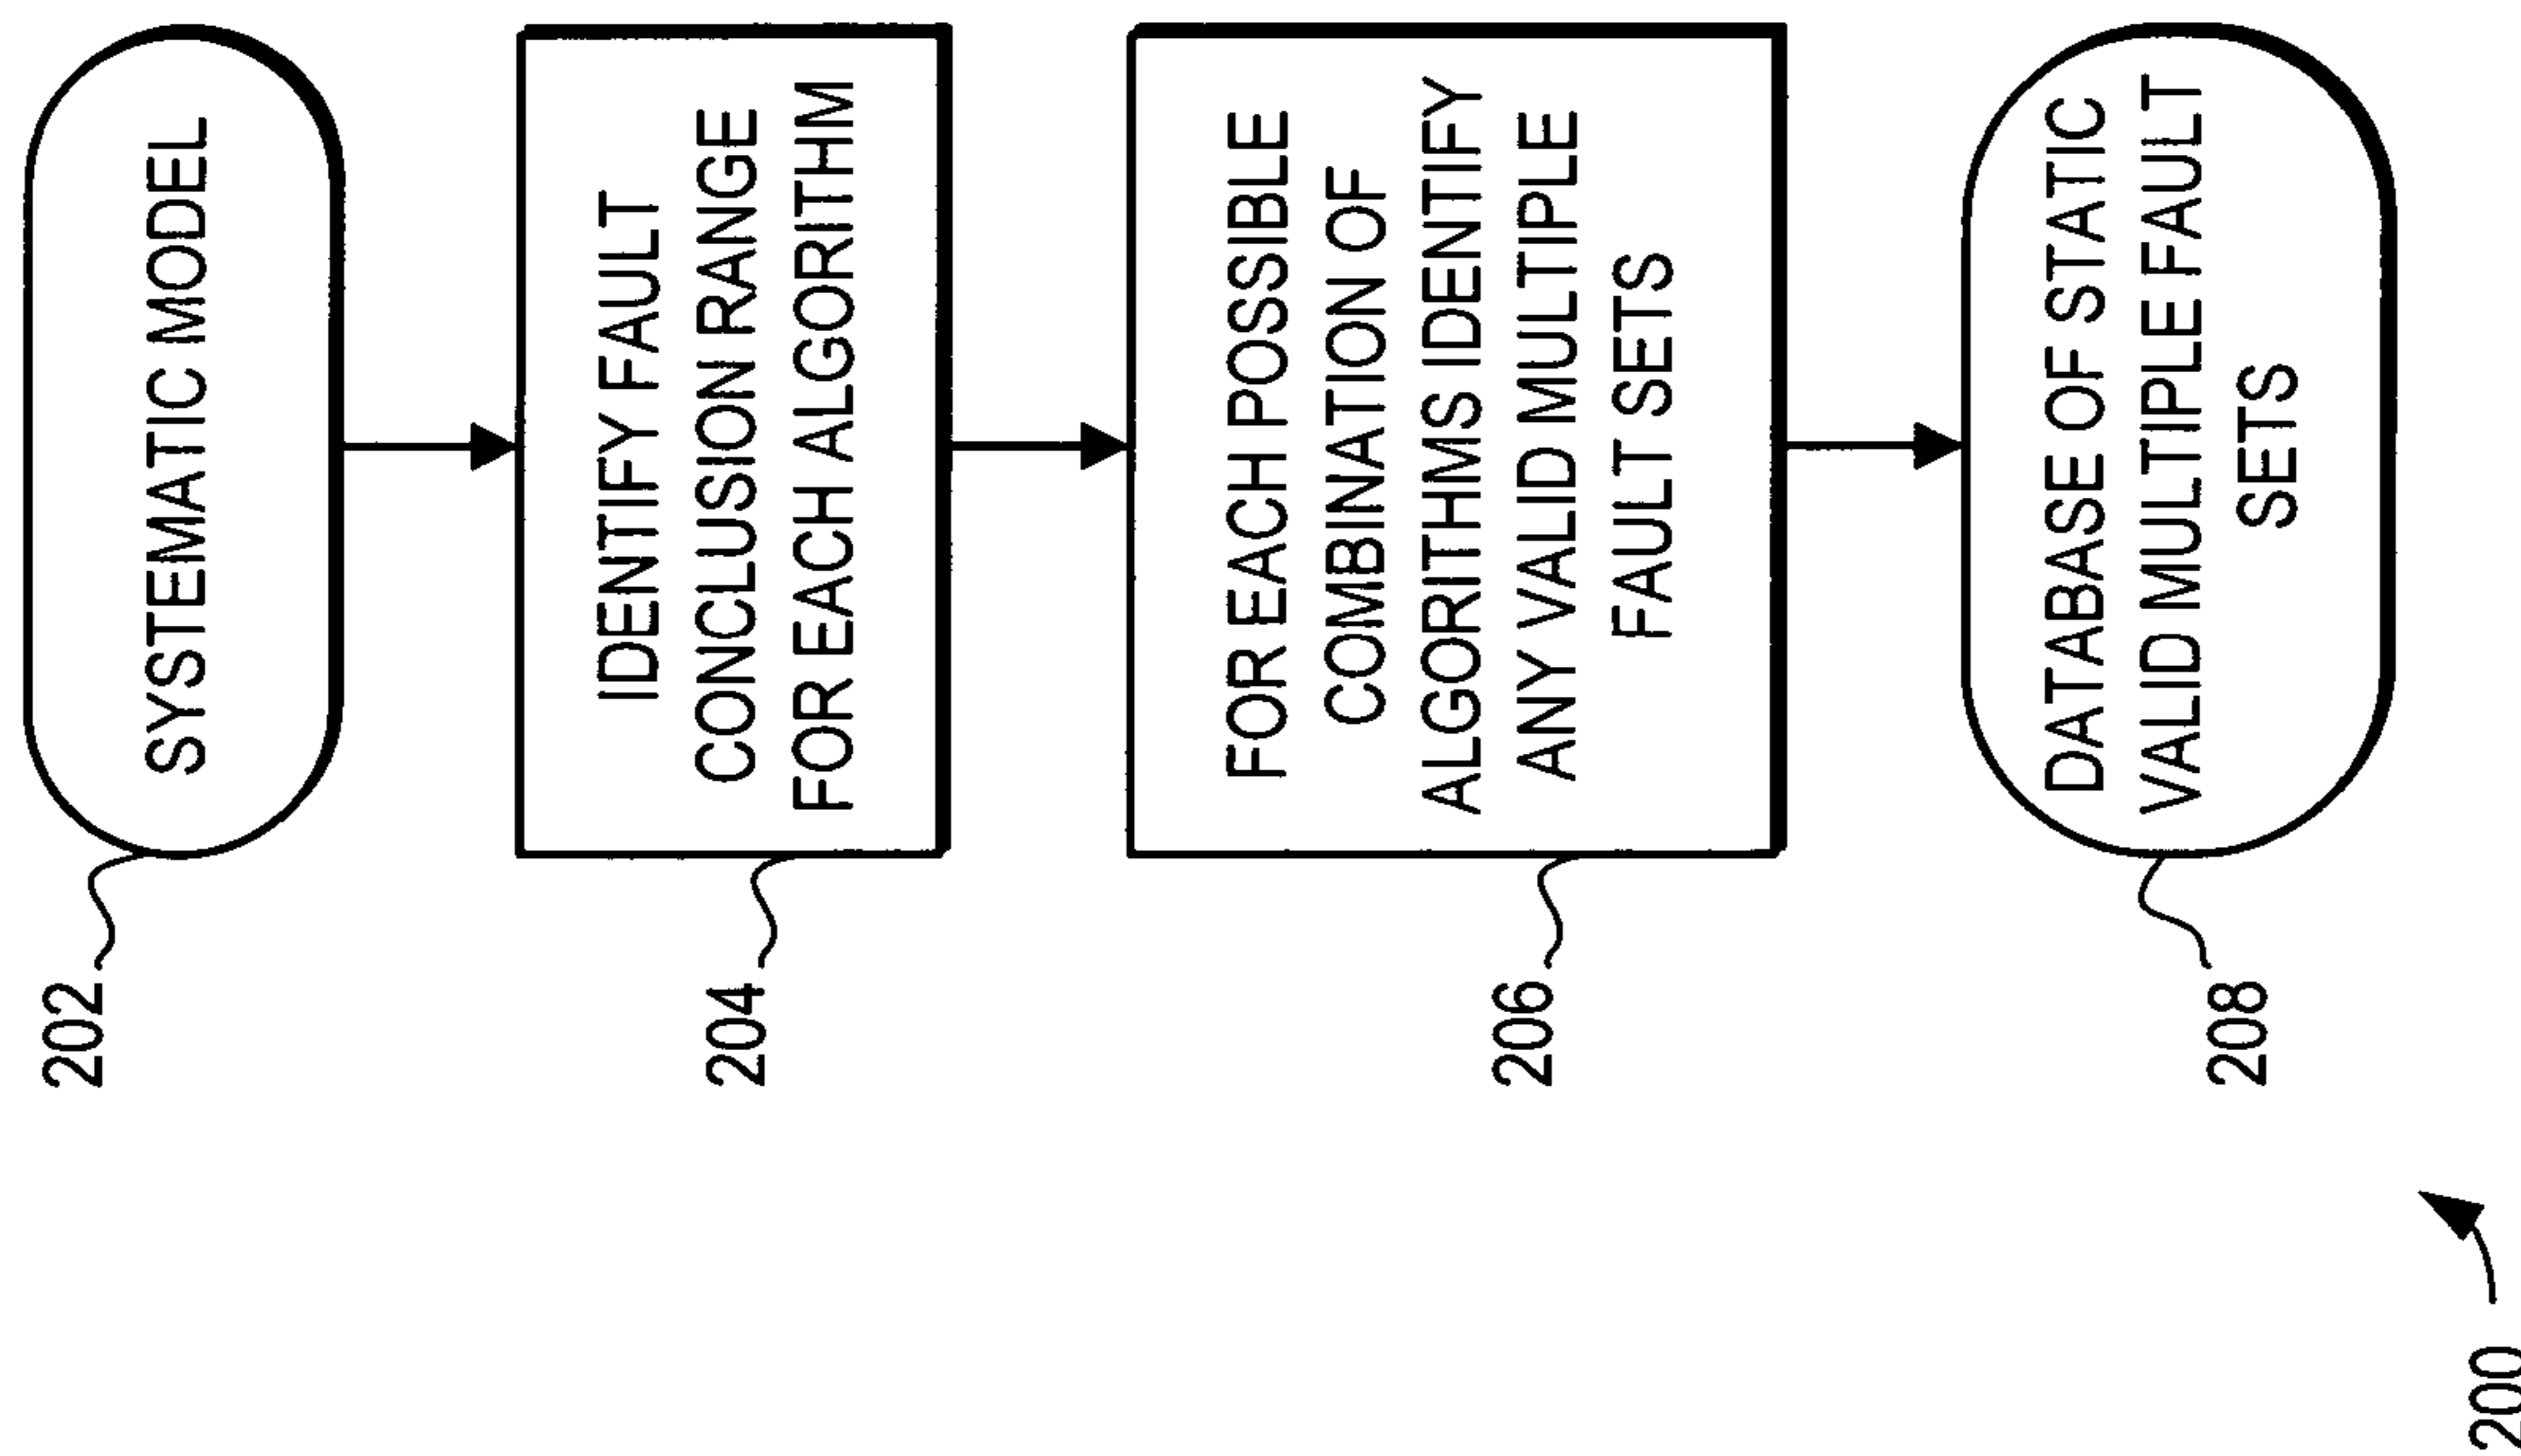 202
SYSTEMATIC MODEL
204
IDENTIFY FAULT
CONCLUSION RANGE
FOR EACH ALGORITHM
206
FOR EACH POSSIBLE
COMBINATION OF
ALGORITHMS IDENTIFY
ANY VALID MULTIPLE
FAULT SETS
208
DATABASE OF STATIC
VALID MULTIPLE FAULT
SETS
200